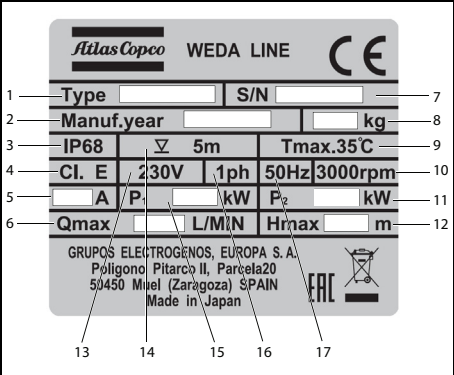 Atlas Copco WEDA LINE CE
1 Type S/N 7
2 Manuf.year kg 8
3 IP68 5m Tmax.35°C 9
4 Cl. E 230V 1ph 50Hz 3000rpm 10
5 A P1 kW P2 kW 11
6 Qmax L/MIN Hmax m 12
GRUPOS ELECTROGENOS, EUROPA S.A.
Poligono Pitarco II, Parcela20
50450 Muel (Zaragoza) SPAIN
Made in Japan
EAC
13 14 15 16 17